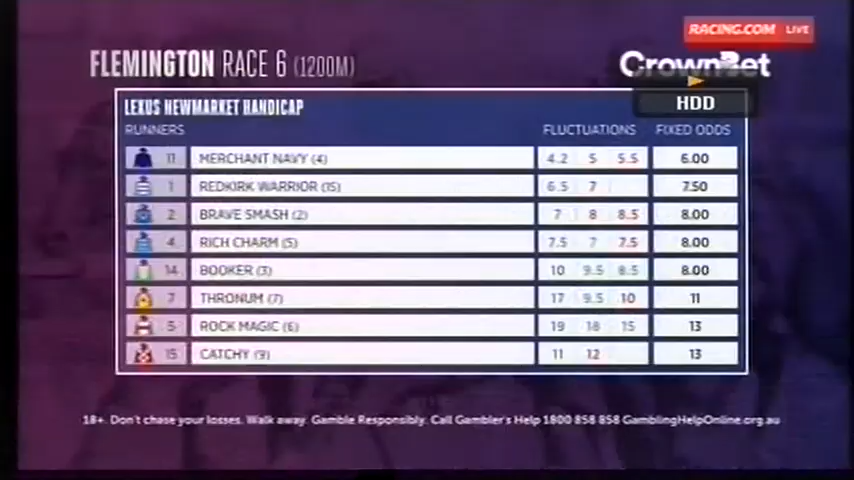 RACING.COM LIVE
FLEMINGTON RACE 6 (1200M)
CrownBet
HDD
LEXUS NEWMARKET HANDICAP
RUNNERS FLUCTUATIONS FIXED ODDS
11 MERCHANT NAVY (4) 4.2 5 5.5 6.00
1 REDKIRK WARRIOR (15) 6.5 7 7.50
2 BRAVE SMASH (2) 7 8 8.5 8.00
4 RICH CHARM (5) 7.5 7 7.5 8.00
14 BOOKER (3) 10 9.5 8.5 8.00
7 THRONUM (7) 17 9.5 10 11
5 ROCK MAGIC (6) 19 18 15 13
15 CATCHY (9) 11 12 13
18+. Don't chase your losses. Walk away. Gamble Responsibly. Call Gambler's Help 1800 858 858 GamblingHelpOnline.org.au